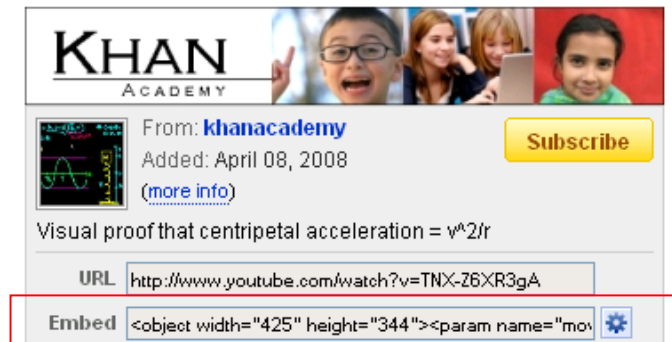 KHAN
ACADEMY
From: khanacademy
Added: April 08, 2008
(more info)
Subscribe
Visual proof that centripetal acceleration = v^2/r
URL http://www.youtube.com/watch?v=TNX-Z6XR3gA
Embed <object width="425" height="344"><param name="mov